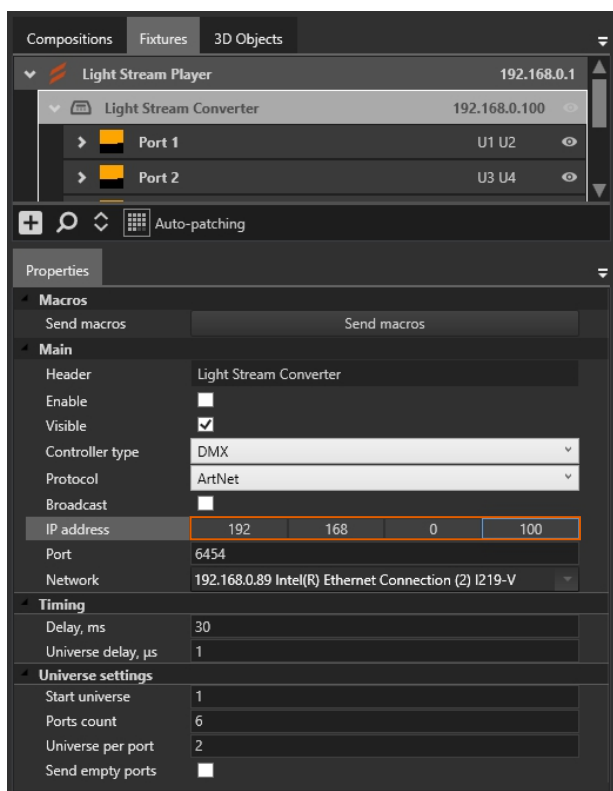 Compositions Fixtures 3D Objects
Light Stream Player 192.168.0.1
Light Stream Converter 192.168.0.100
Port 1 U1 U2
Port 2 U3 U4
Auto-patching
Properties
Macros
Send macros Send macros
Main
Header Light Stream Converter
Enable
Visible
Controller type DMX
Protocol ArtNet
Broadcast
IP address 192 168 0 100
Port 6454
Network 192.168.0.89 Intel(R) Ethernet Connection (2) I219-V
Timing
Delay, ms 30
Universe delay, μs 1
Universe settings
Start universe 1
Ports count 6
Universe per port 2
Send empty ports